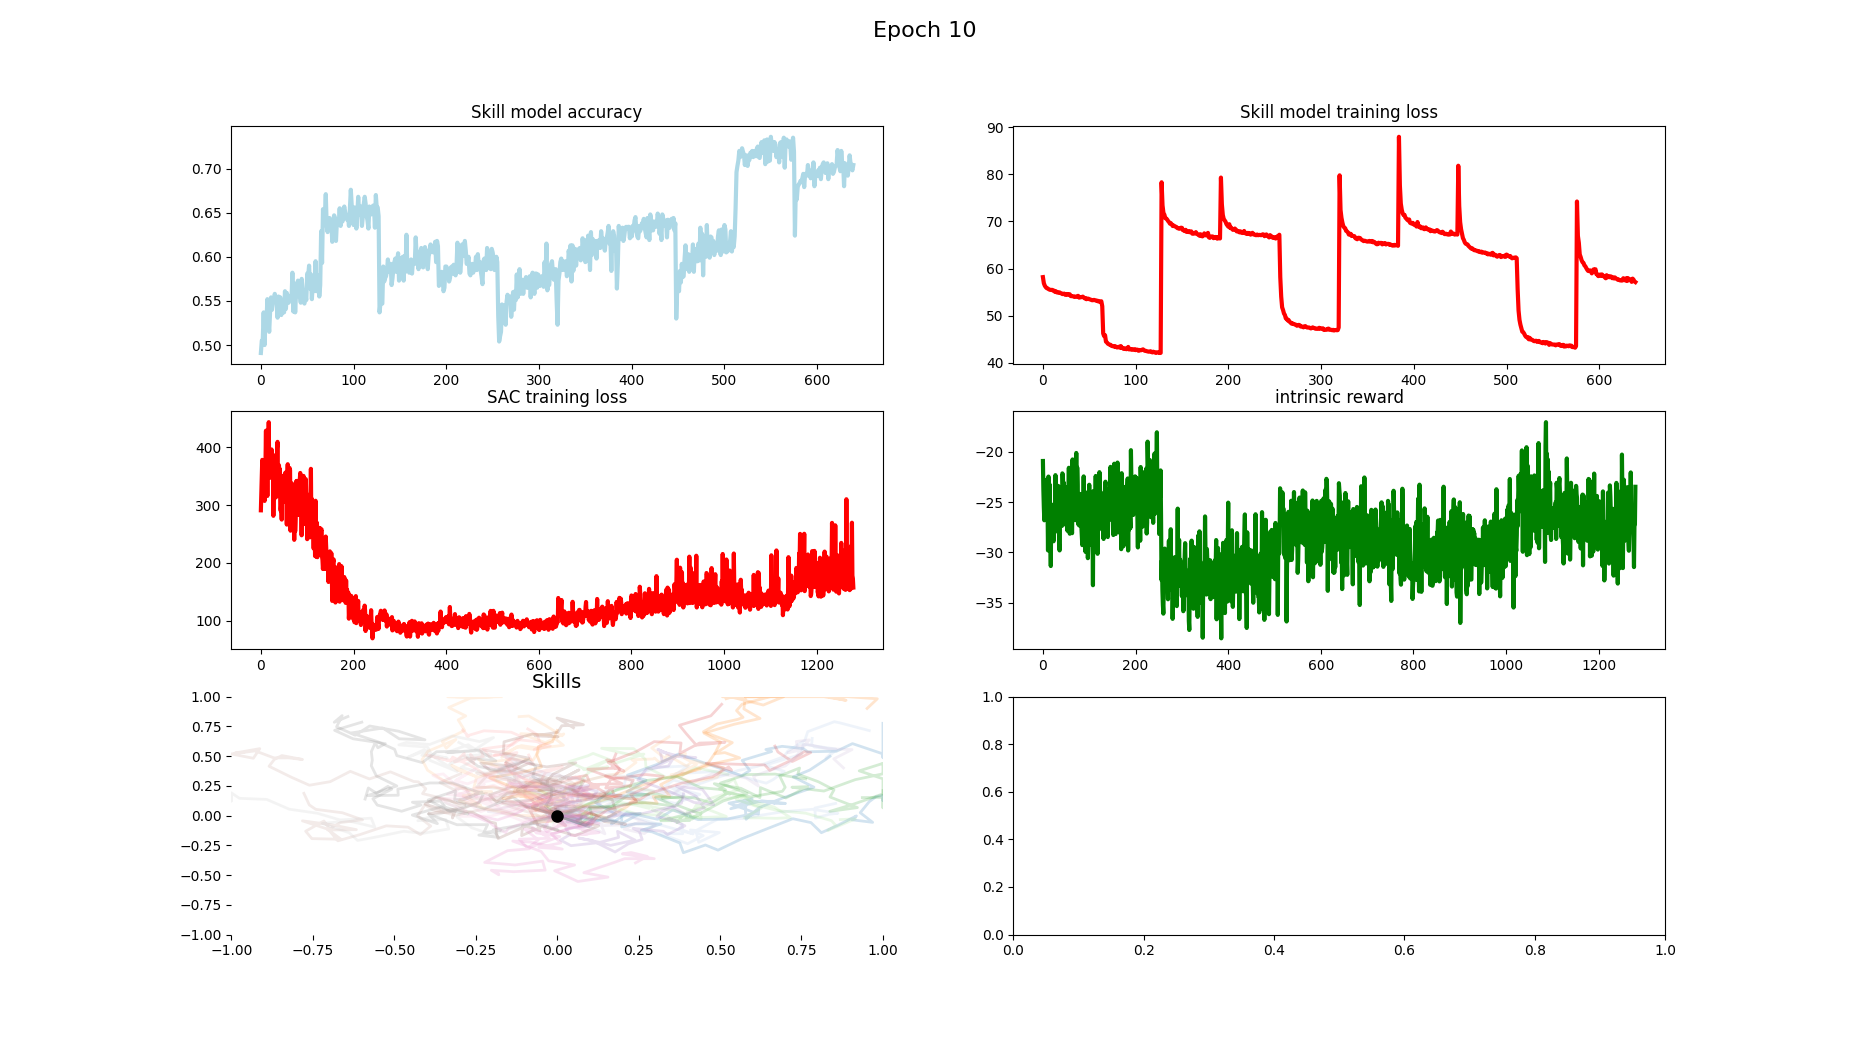 Epoch 10
Skill model accuracy
0.70
0.65
0.60
0.55
0.50
0 100 200 300 400 500 600
Skill model training loss
90
80
70
60
50
40
0 100 200 300 400 500 600
SAC training loss
400
300
200
100
0 200 400 600 800 1000 1200
intrinsic reward
−20
−25
−30
−35
0 200 400 600 800 1000 1200
Skills
1.00
0.75
0.50
0.25
0.00
−0.25
−0.50
−0.75
−1.00
−1.00 −0.75 −0.50 −0.25 0.00 0.25 0.50 0.75 1.00
1.0
0.8
0.6
0.4
0.2
0.0
0.0 0.2 0.4 0.6 0.8 1.0